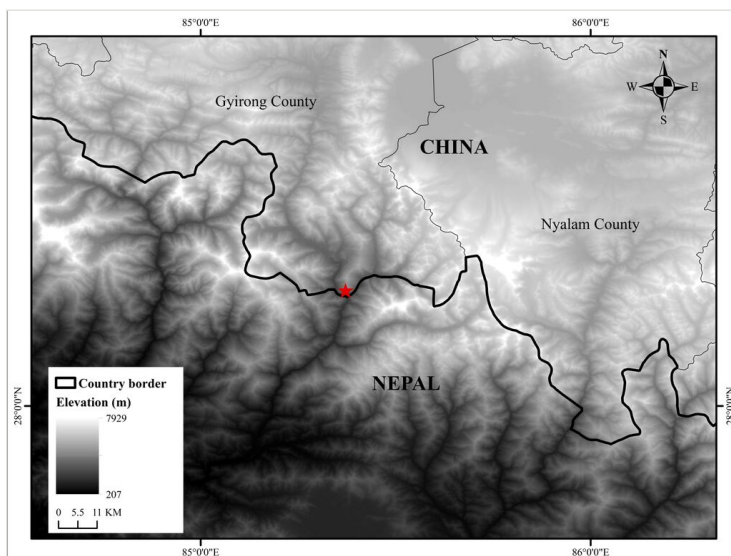 85°0'0"E
86°0'0"E
N
W
E
S
Gyirong County
CHINA
Nyalam County
NEPAL
28°0'0"N
28°0'0"N
Country border
Elevation (m)
7929
207
0 5.5 11 KM
85°0'0"E
86°0'0"E